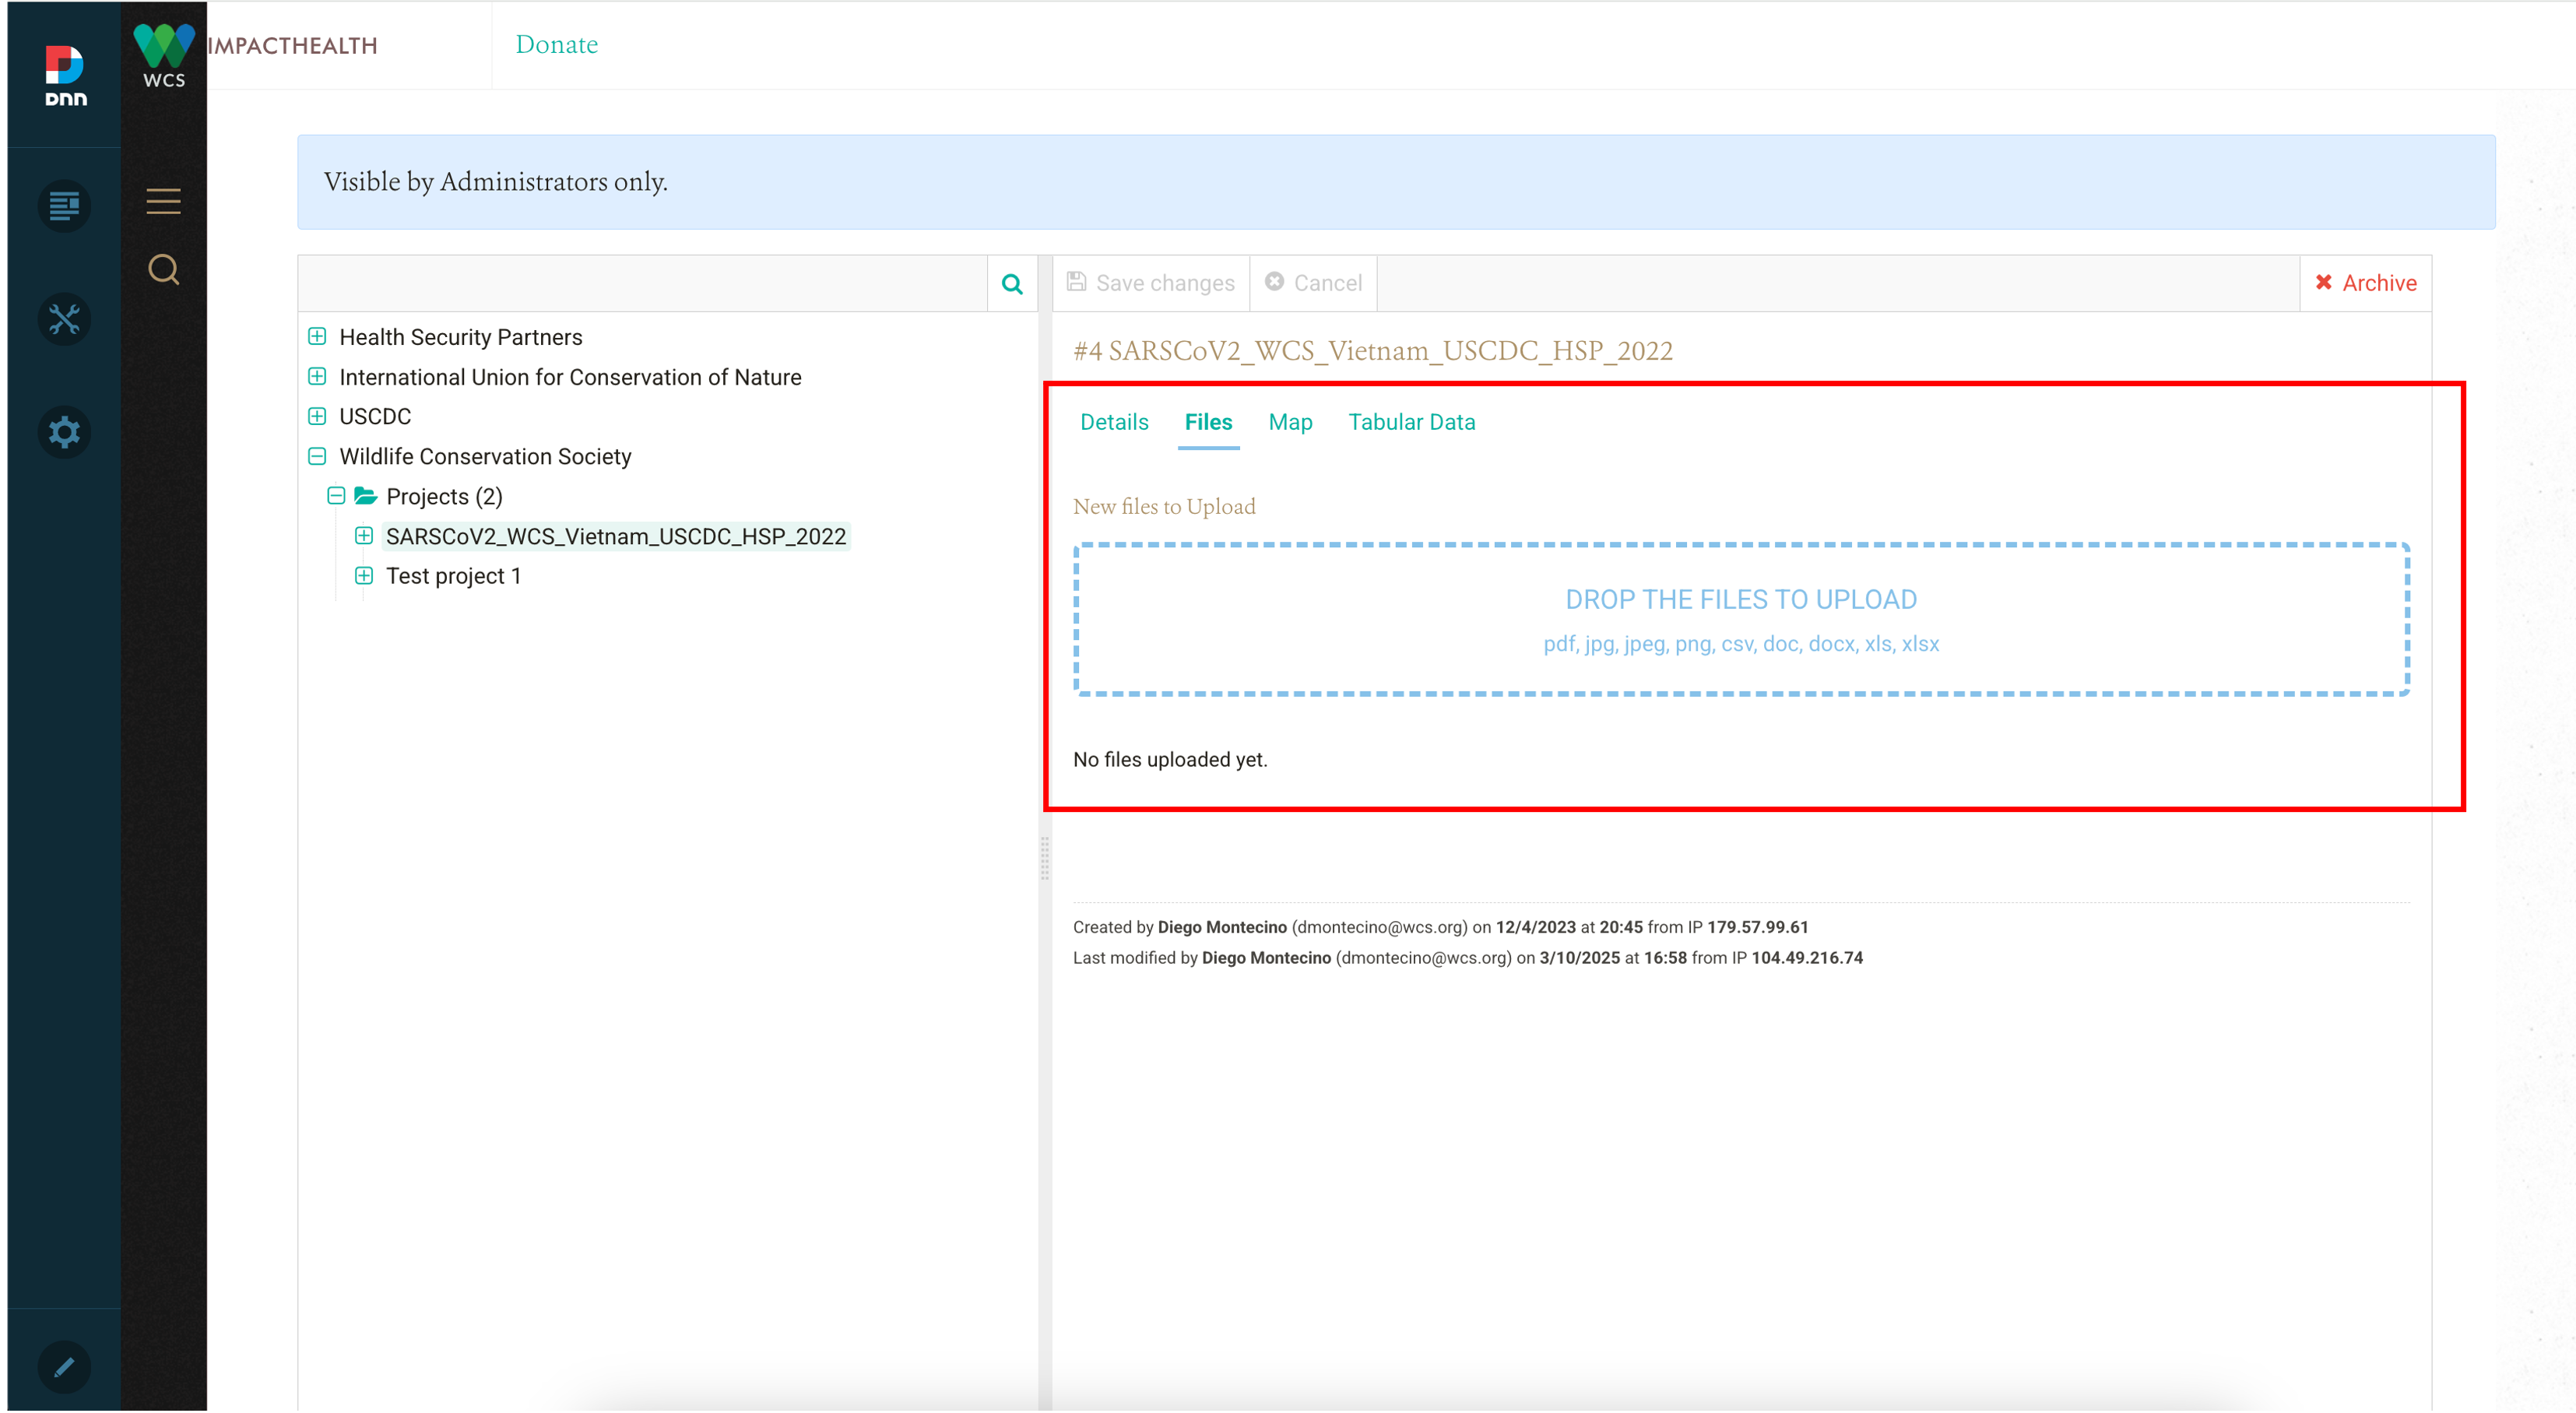 DNN
WCS
IMPACTHEALTH
Donate
Visible by Administrators only.
Save changes
Cancel
Archive
Health Security Partners
International Union for Conservation of Nature
USCDC
Wildlife Conservation Society
Projects (2)
SARSCoV2_WCS_Vietnam_USCDC_HSP_2022
Test project 1
#4 SARSCoV2_WCS_Vietnam_USCDC_HSP_2022
Details Files Map Tabular Data
New files to Upload
DROP THE FILES TO UPLOAD
pdf, jpg, jpeg, png, csv, doc, docx, xls, xlsx
No files uploaded yet.
Created by Diego Montecino (dmontecino@wcs.org) on 12/4/2023 at 20:45 from IP 179.57.99.61
Last modified by Diego Montecino (dmontecino@wcs.org) on 3/10/2025 at 16:58 from IP 104.49.216.74